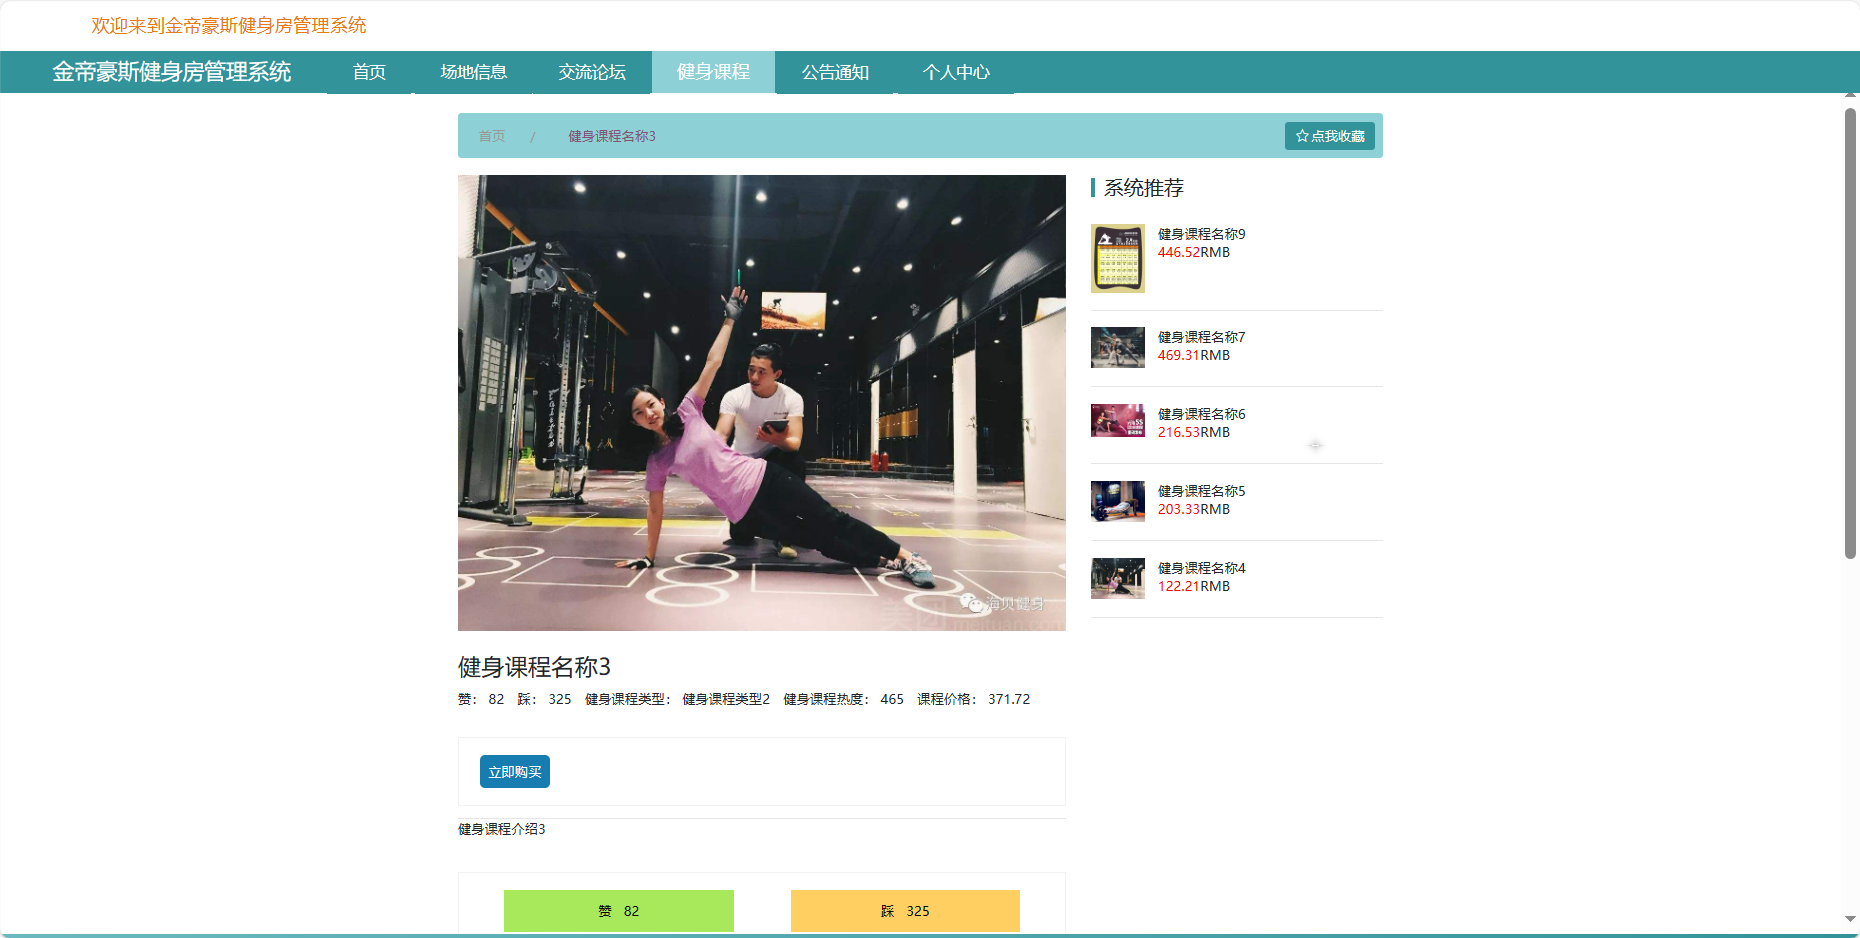 欢迎来到金帝豪斯健身房管理系统
金帝豪斯健身房管理系统 首页 场地信息 交流论坛 健身课程 公告通知 个人中心
首页 / 健身课程名称3 点我收藏
系统推荐
健身课程名称9
446.52RMB
健身课程名称7
469.31RMB
健身课程名称6
216.53RMB
健身课程名称5
203.33RMB
健身课程名称4
122.21RMB
海贝健身
美团
meituan.com
健身课程名称3
赞： 82 踩： 325 健身课程类型： 健身课程类型2 健身课程热度： 465 课程价格： 371.72
立即购买
健身课程介绍3
赞 82 踩 325